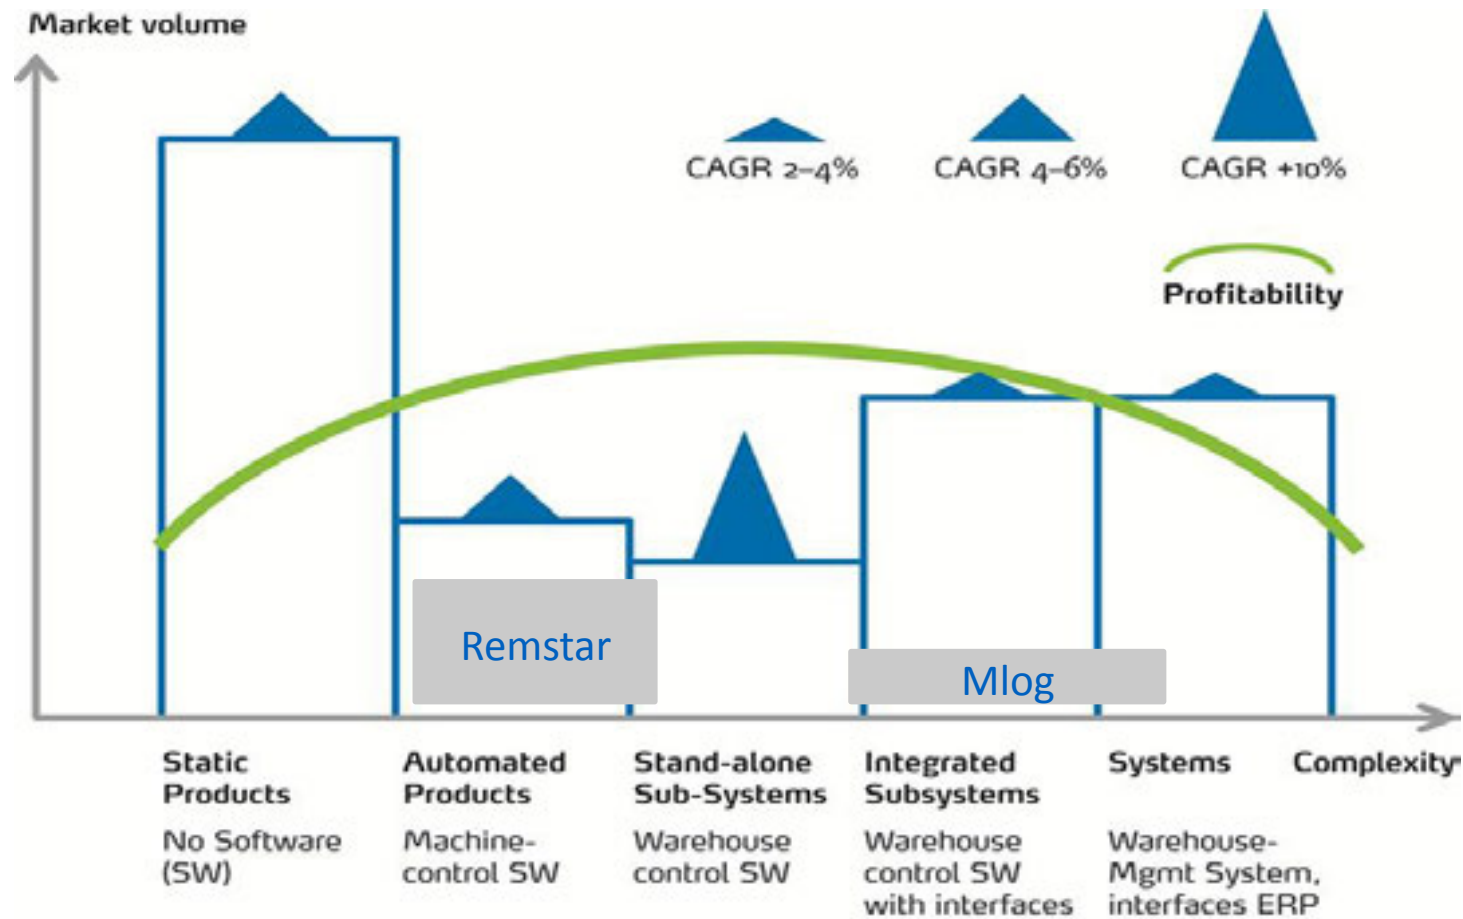 Market volume
CAGR 2–4%
CAGR 4–6%
CAGR +10%
Profitability
Remstar
Mlog
Static
Products
No Software
(SW)
Automated
Products
Machine-
control SW
Stand-alone
Sub-Systems
Warehouse
control SW
Integrated
Subsystems
Warehouse
control SW
with interfaces
Systems
Warehouse-
Mgmt System,
interfaces ERP
Complexity